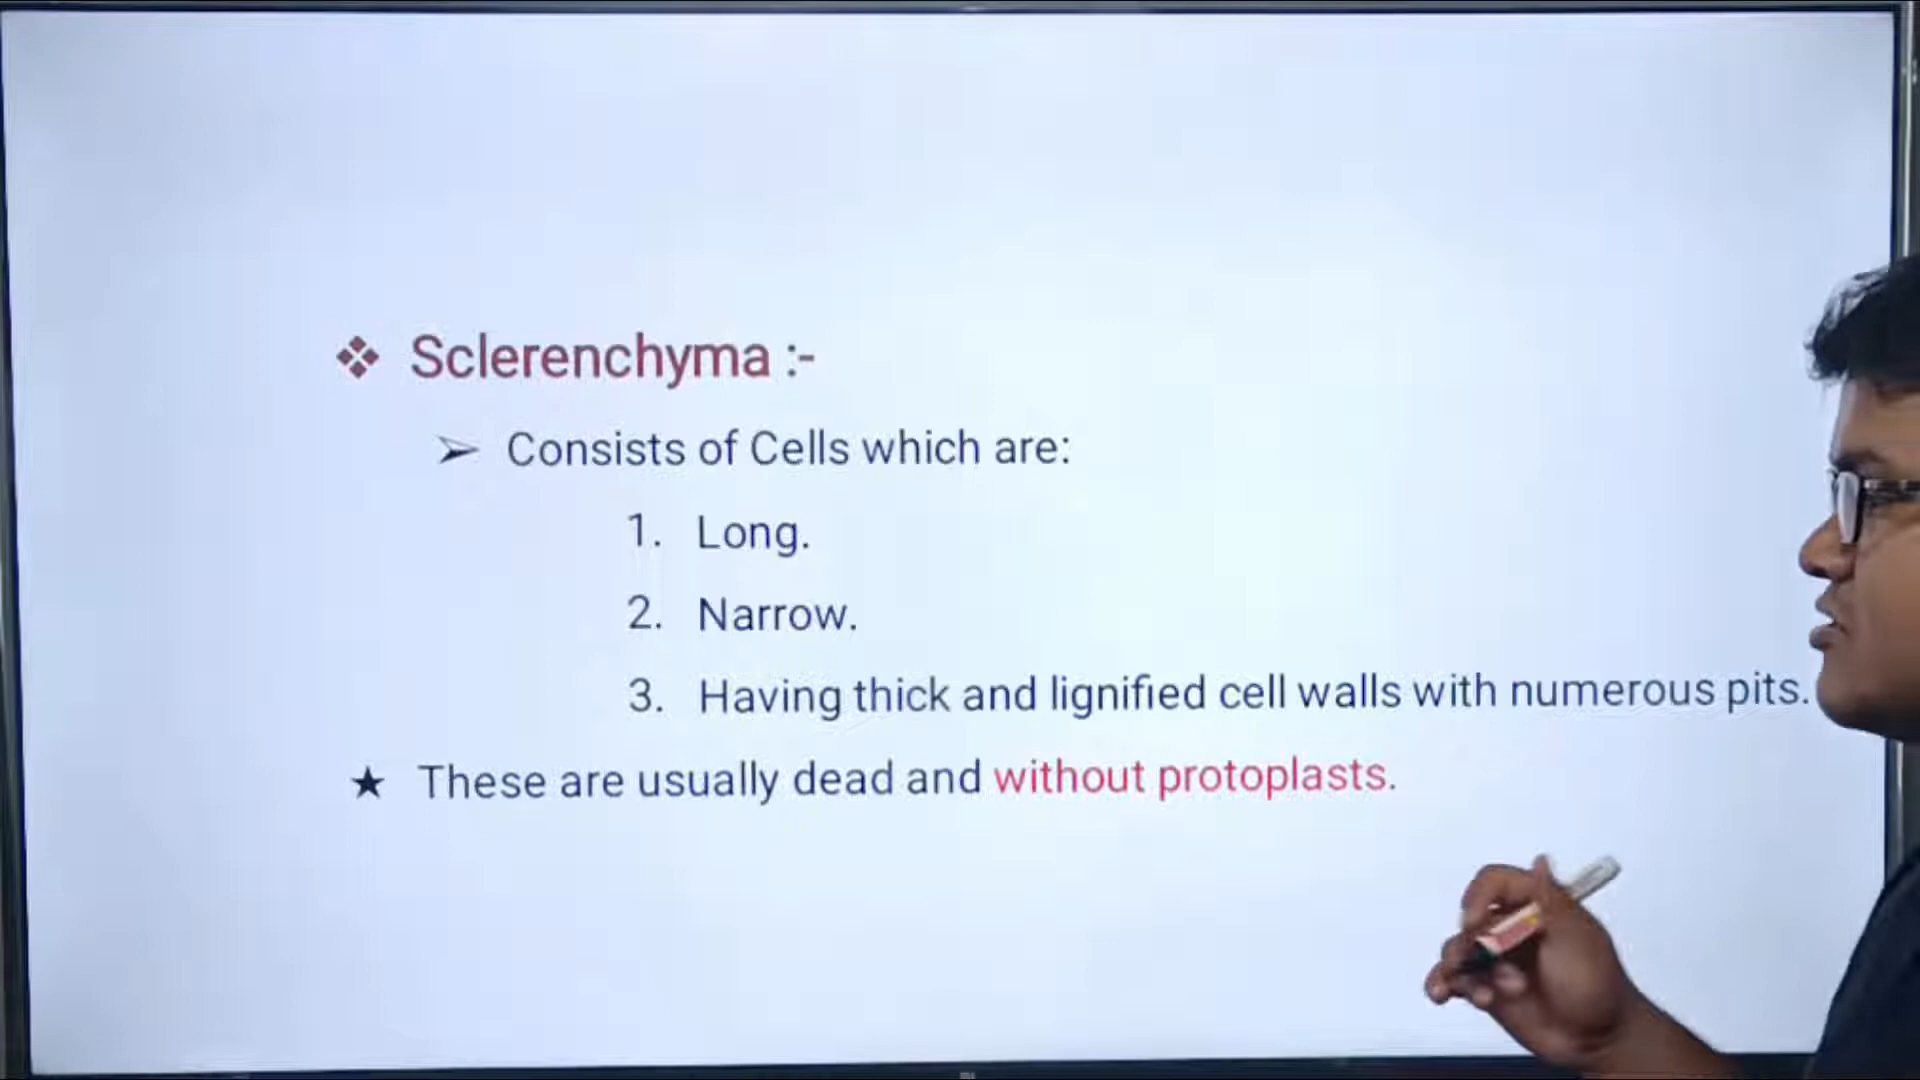 ❖ Sclerenchyma :-
➢ Consists of Cells which are:
1. Long.
2. Narrow.
3. Having thick and lignified cell walls with numerous pits.
★ These are usually dead and without protoplasts.